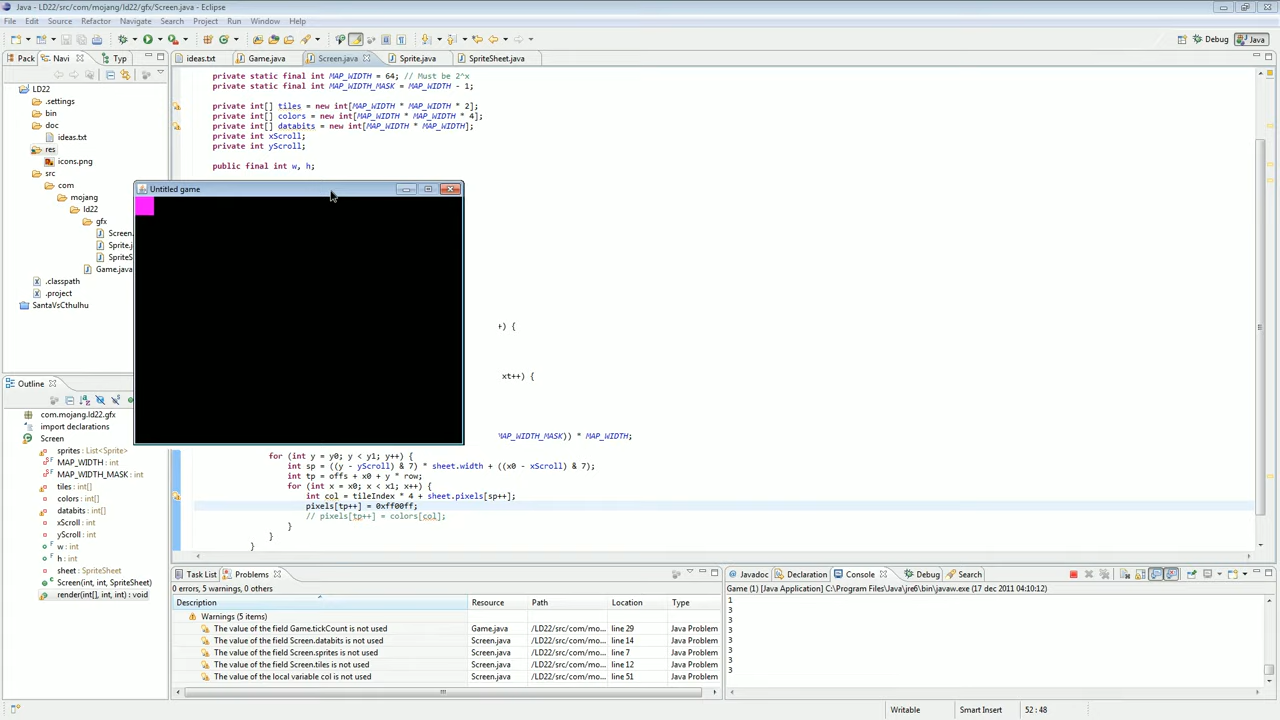 Java - LD22/src/com/mojang/ld22/gfx/Screen.java - Eclipse
File Edit Source Refactor Navigate Search Project Run Window Help
Debug Java
Pack Navi Typ
ideas.txt Game.java Screen.java Sprite.java SpriteSheet.java
LD22
.settings
bin
doc
ideas.txt
res
icons.png
src
com
mojang
ld22
gfx
Screen.
Sprite.j
SpriteS
Game.java
.classpath
.project
SantaVsCthulhu
private static final int MAP_WIDTH = 64; // Must be 2^x
private static final int MAP_WIDTH_MASK = MAP_WIDTH - 1;
private int[] tiles = new int[MAP_WIDTH * MAP_WIDTH * 2];
private int[] colors = new int[MAP_WIDTH * MAP_WIDTH * 4];
private int[] databits = new int[MAP_WIDTH * MAP_WIDTH];
private int xScroll;
private int yScroll;
public final int w, h;
Untitled game
+) {
xt++) {
MAP_WIDTH_MASK)) * MAP_WIDTH;
for (int y = y0; y < y1; y++) {
int sp = ((y - yScroll) & 7) * sheet.width + ((x0 - xScroll) & 7);
int tp = offs + x0 + y * row;
for (int x = x0; x < x1; x++) {
int col = tileIndex * 4 + sheet.pixels[sp++];
pixels[tp++] = 0xff00ff;
// pixels[tp++] = colors[col];
}
}
}
Outline
com.mojang.ld22.gfx
import declarations
Screen
sprites : List<Sprite>
MAP_WIDTH : int
MAP_WIDTH_MASK : int
tiles : int[]
colors : int[]
databits : int[]
xScroll : int
yScroll : int
w : int
h : int
sheet : SpriteSheet
Screen(int, int, SpriteSheet)
render(int[], int, int) : void
Task List Problems
0 errors, 5 warnings, 0 others
Description Resource Path Location Type
Warnings (5 items)
The value of the field Game.tickCount is not used Game.java /LD22/src/com/mo... line 29 Java Problem
The value of the field Screen.databits is not used Screen.java /LD22/src/com/mo... line 14 Java Problem
The value of the field Screen.sprites is not used Screen.java /LD22/src/com/mo... line 7 Java Problem
The value of the field Screen.tiles is not used Screen.java /LD22/src/com/mo... line 12 Java Problem
The value of the local variable col is not used Screen.java /LD22/src/com/mo... line 51 Java Problem
Javadoc Declaration Console Debug Search
Game (1) [Java Application] C:\Program Files\Java\jre6\bin\javaw.exe (17 dec 2011 04:10:12)
1
3
3
3
3
3
3
3
Writable Smart Insert 52 : 48